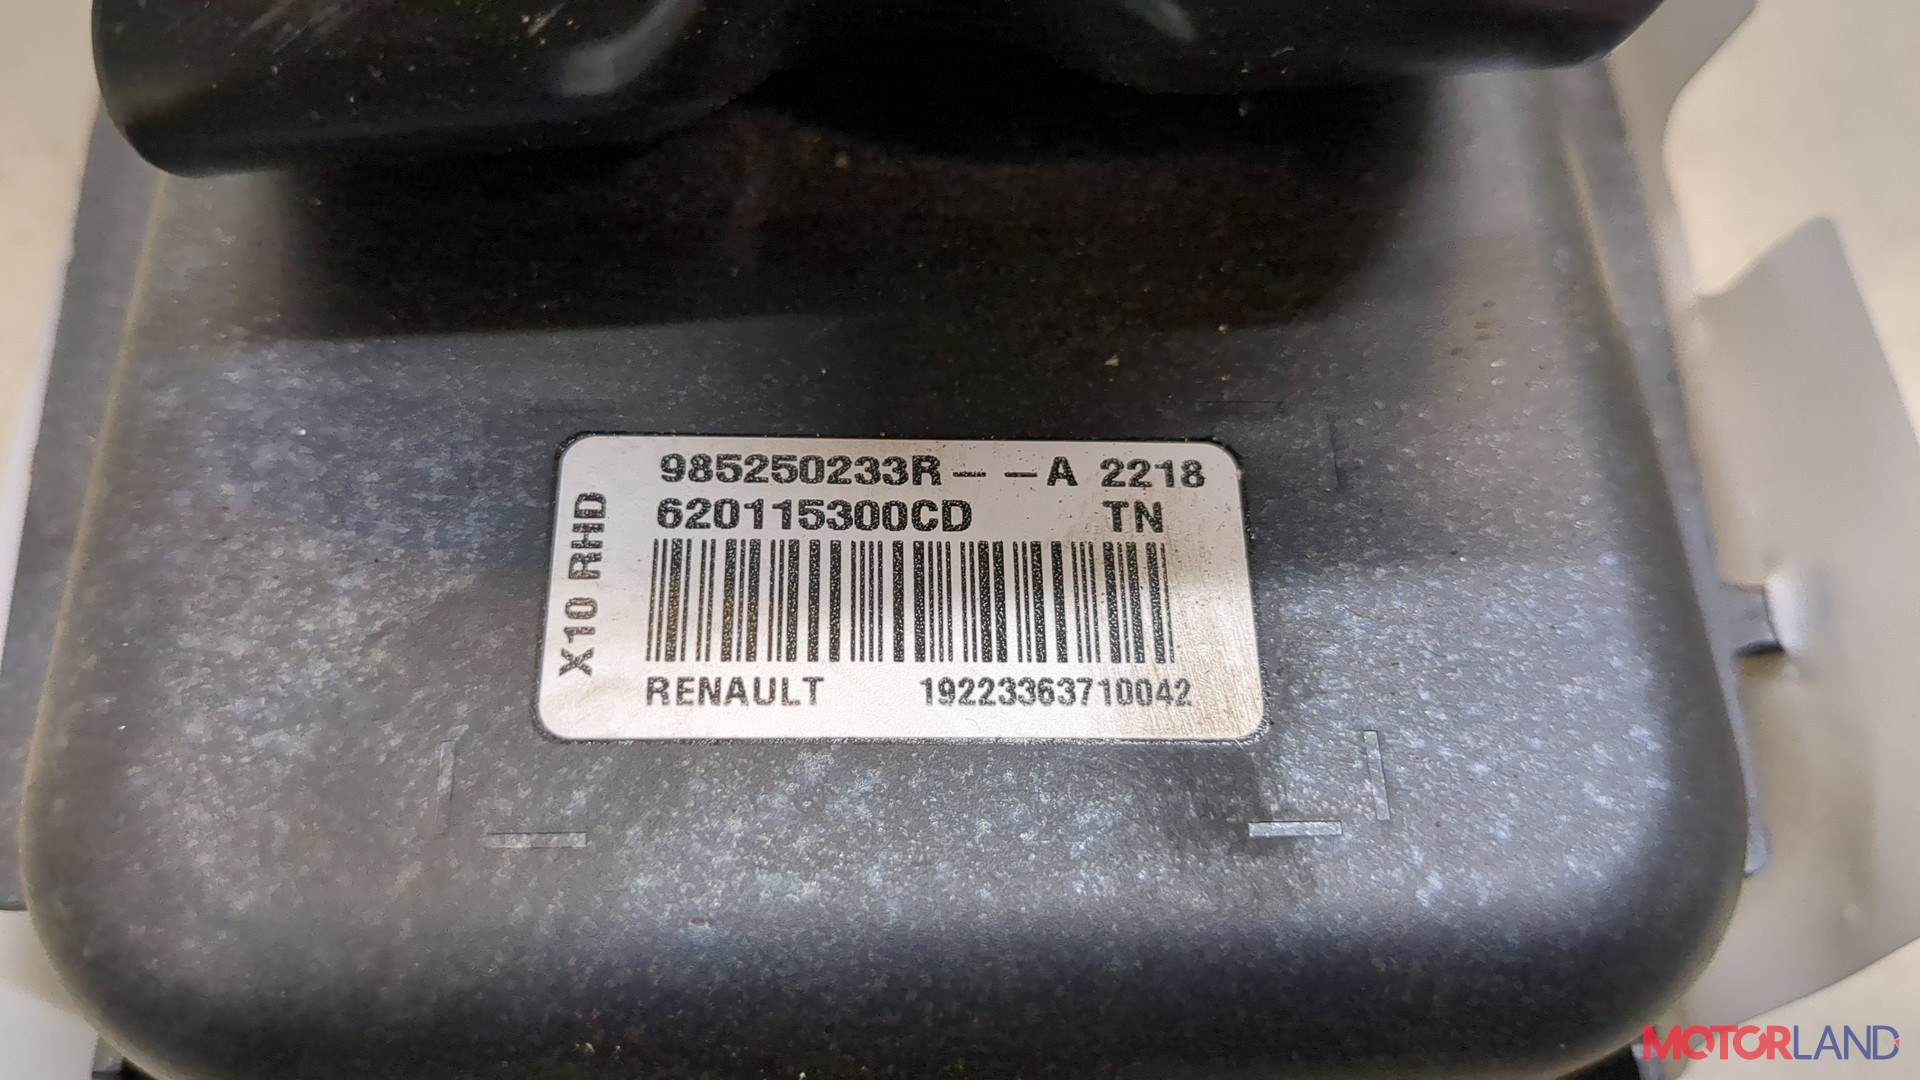 985250233R-- -A 2218
620115300CD TN
X10 RHD
RENAULT 19223363710042
MOTORLAND